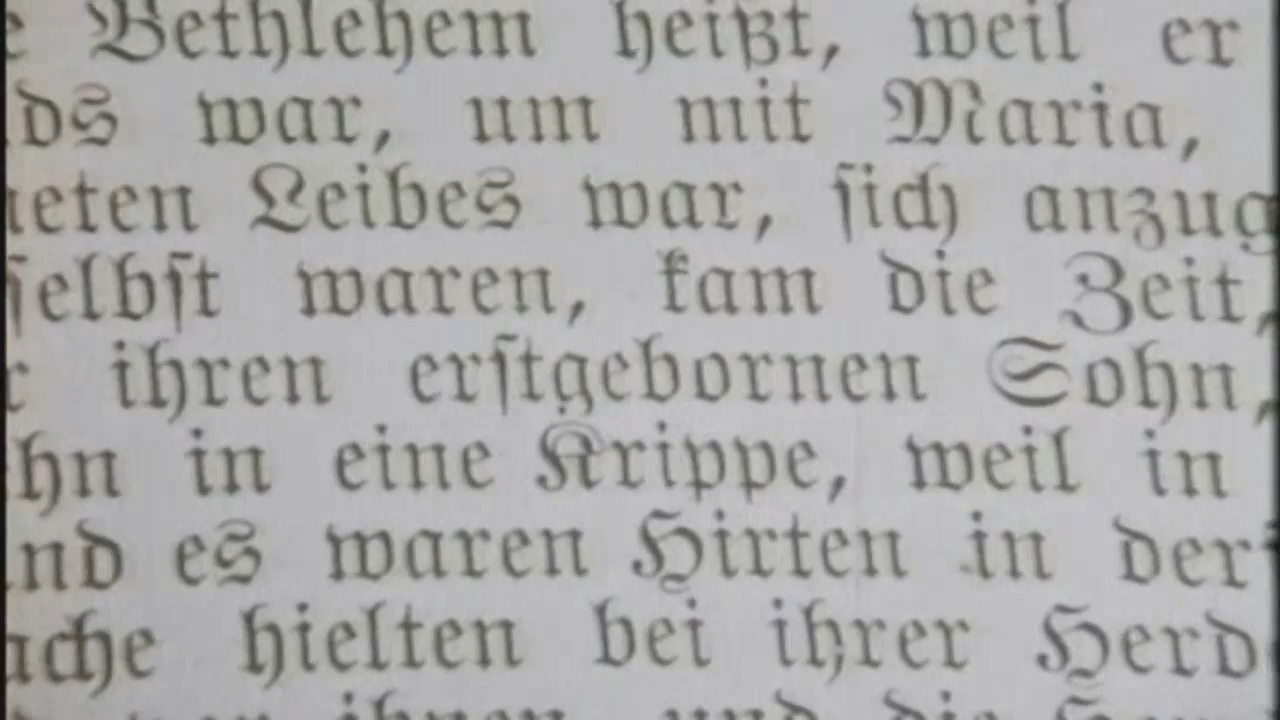 Bethlehem heißt, weil er
war, um mit Maria,
Leibes war, ſich
waren, kam die Zeit,
ihren erſtgebornen Sohn,
in eine Krippe, weil in
es waren Hirten in der
hielten bei ihrer